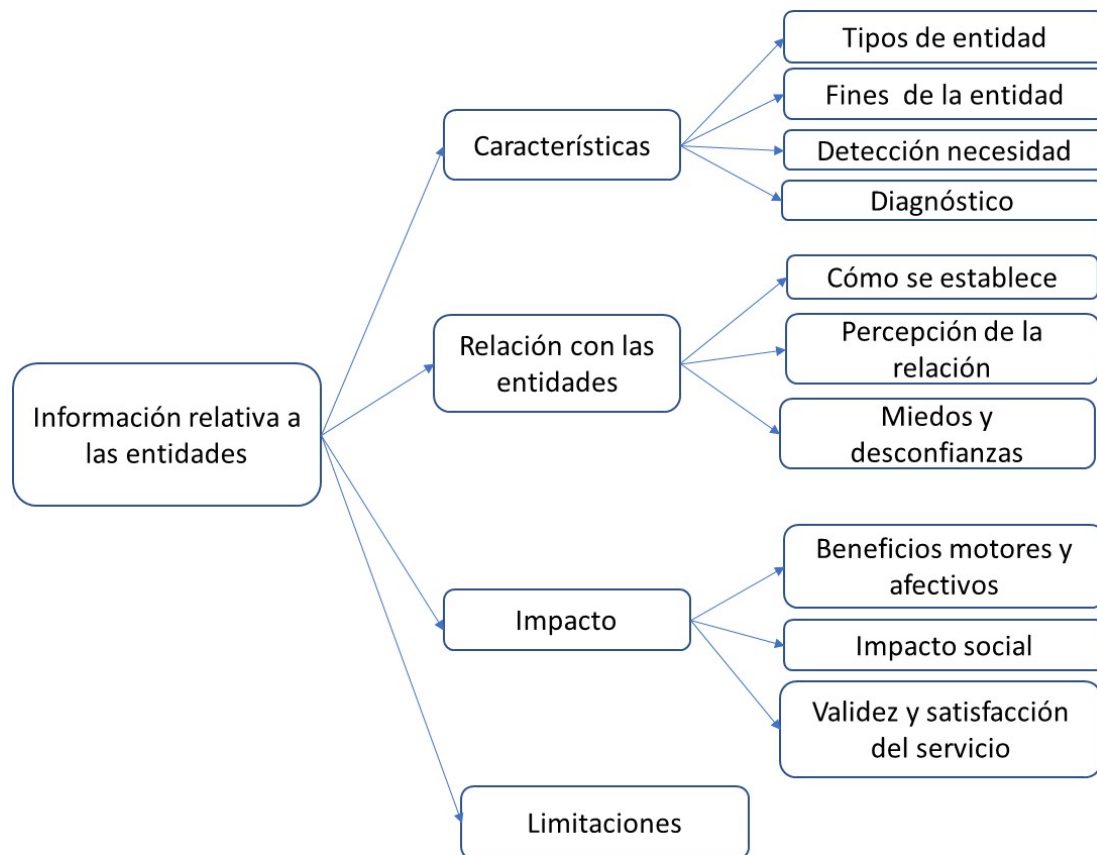 Tipos de entidad
Fines  de la entidad
Detección necesidad
Diagnóstico
Característísticas
Cómo se establece
Percepción de la
relación
Miedos y
desconfianzas
Relación con las
entidades
Información relativa a
las entidades
Beneficios motores y
afectivos
Impacto social
Validez y satisfacción
del servicio
Impacto
Limitaciones